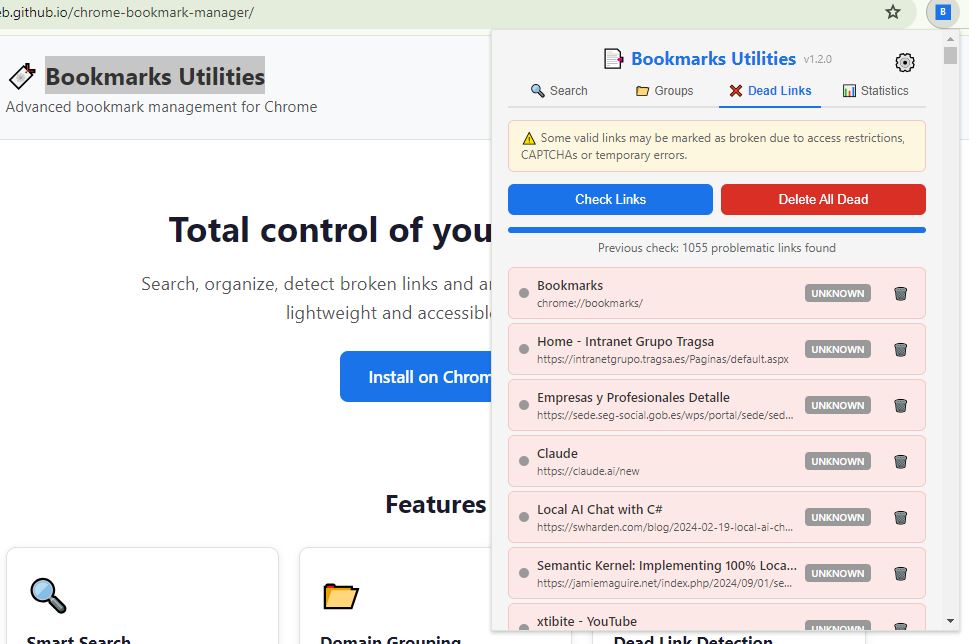 eb.github.io/chrome-bookmark-manager/
B
Bookmarks Utilities
Advanced bookmark management for Chrome
Total control of you
Search, organize, detect broken links and an
lightweight and accessible
Install on Chrom
Features
Smart Search
Domain Grouping
Dead Link Detection
Bookmarks Utilities v1.2.0
Search Groups Dead Links Statistics
Some valid links may be marked as broken due to access restrictions,
CAPTCHAs or temporary errors.
Check Links Delete All Dead
Previous check: 1055 problematic links found
Bookmarks
chrome://bookmarks/
UNKNOWN
Home - Intranet Grupo Tragsa
https://intranetgrupo.tragsa.es/Paginas/default.aspx
UNKNOWN
Empresas y Profesionales Detalle
https://sede.seg-social.gob.es/wps/portal/sede/sed...
UNKNOWN
Claude
https://claude.ai/new
UNKNOWN
Local AI Chat with C#
https://swharden.com/blog/2024-02-19-local-ai-ch...
UNKNOWN
Semantic Kernel: Implementing 100% Loca...
https://jamiemaguire.net/index.php/2024/09/01/se...
UNKNOWN
xtibite - YouTube
UNKNOWN